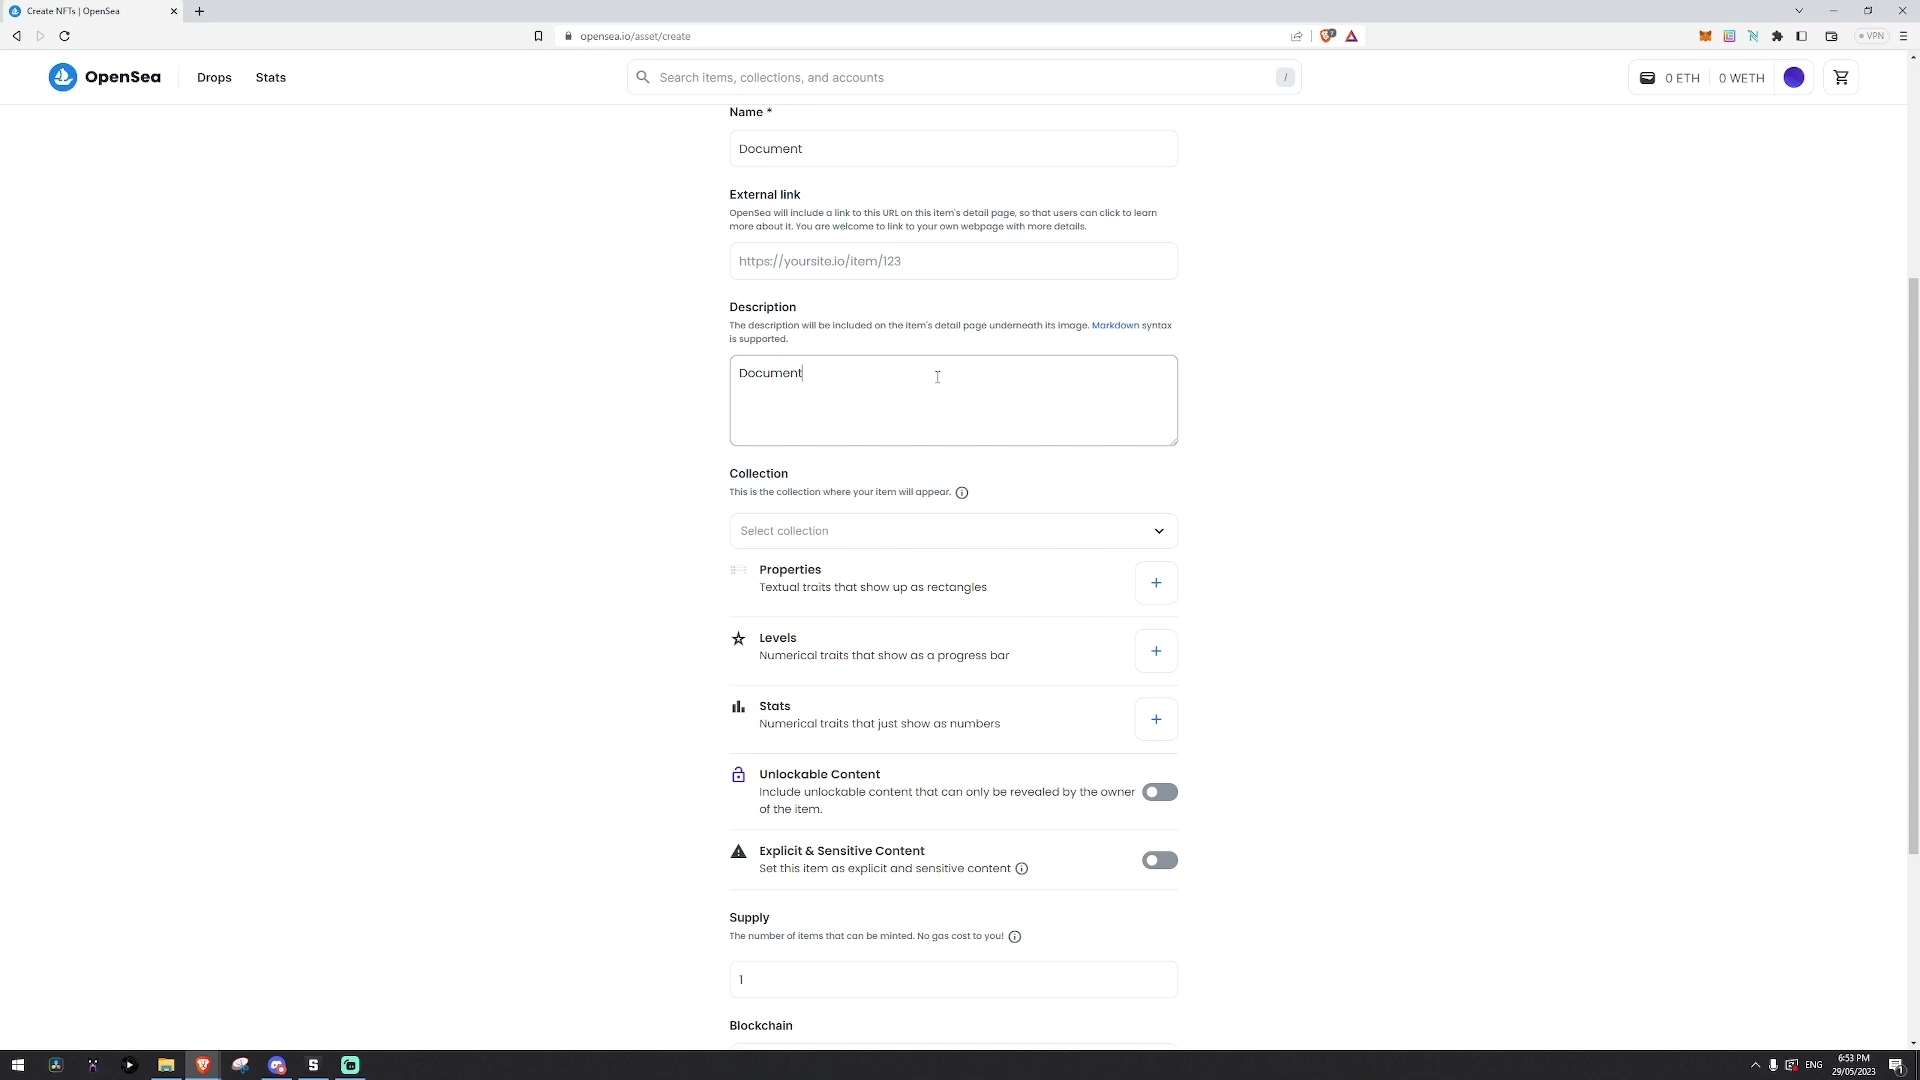 Create NFTs | OpenSea
opensea.io/asset/create
7
VPN
OpenSea
Drops
Stats
Search items, collections, and accounts
/
0 ETH
0 WETH
Name *
Document
External link
OpenSea will include a link to this URL on this item's detail page, so that users can click to learn
more about it. You are welcome to link to your own webpage with more details.
https://yoursite.io/item/123
Description
The description will be included on the item's detail page underneath its image. Markdown syntax
is supported.
Document
Collection
This is the collection where your item will appear.
Select collection
Properties
Textual traits that show up as rectangles
Levels
Numerical traits that show as a progress bar
Stats
Numerical traits that just show as numbers
Unlockable Content
Include unlockable content that can only be revealed by the owner
of the item.
Explicit & Sensitive Content
Set this item as explicit and sensitive content
Supply
The number of items that can be minted. No gas cost to you!
1
Blockchain
ENG
6:53 PM
29/05/2023
1